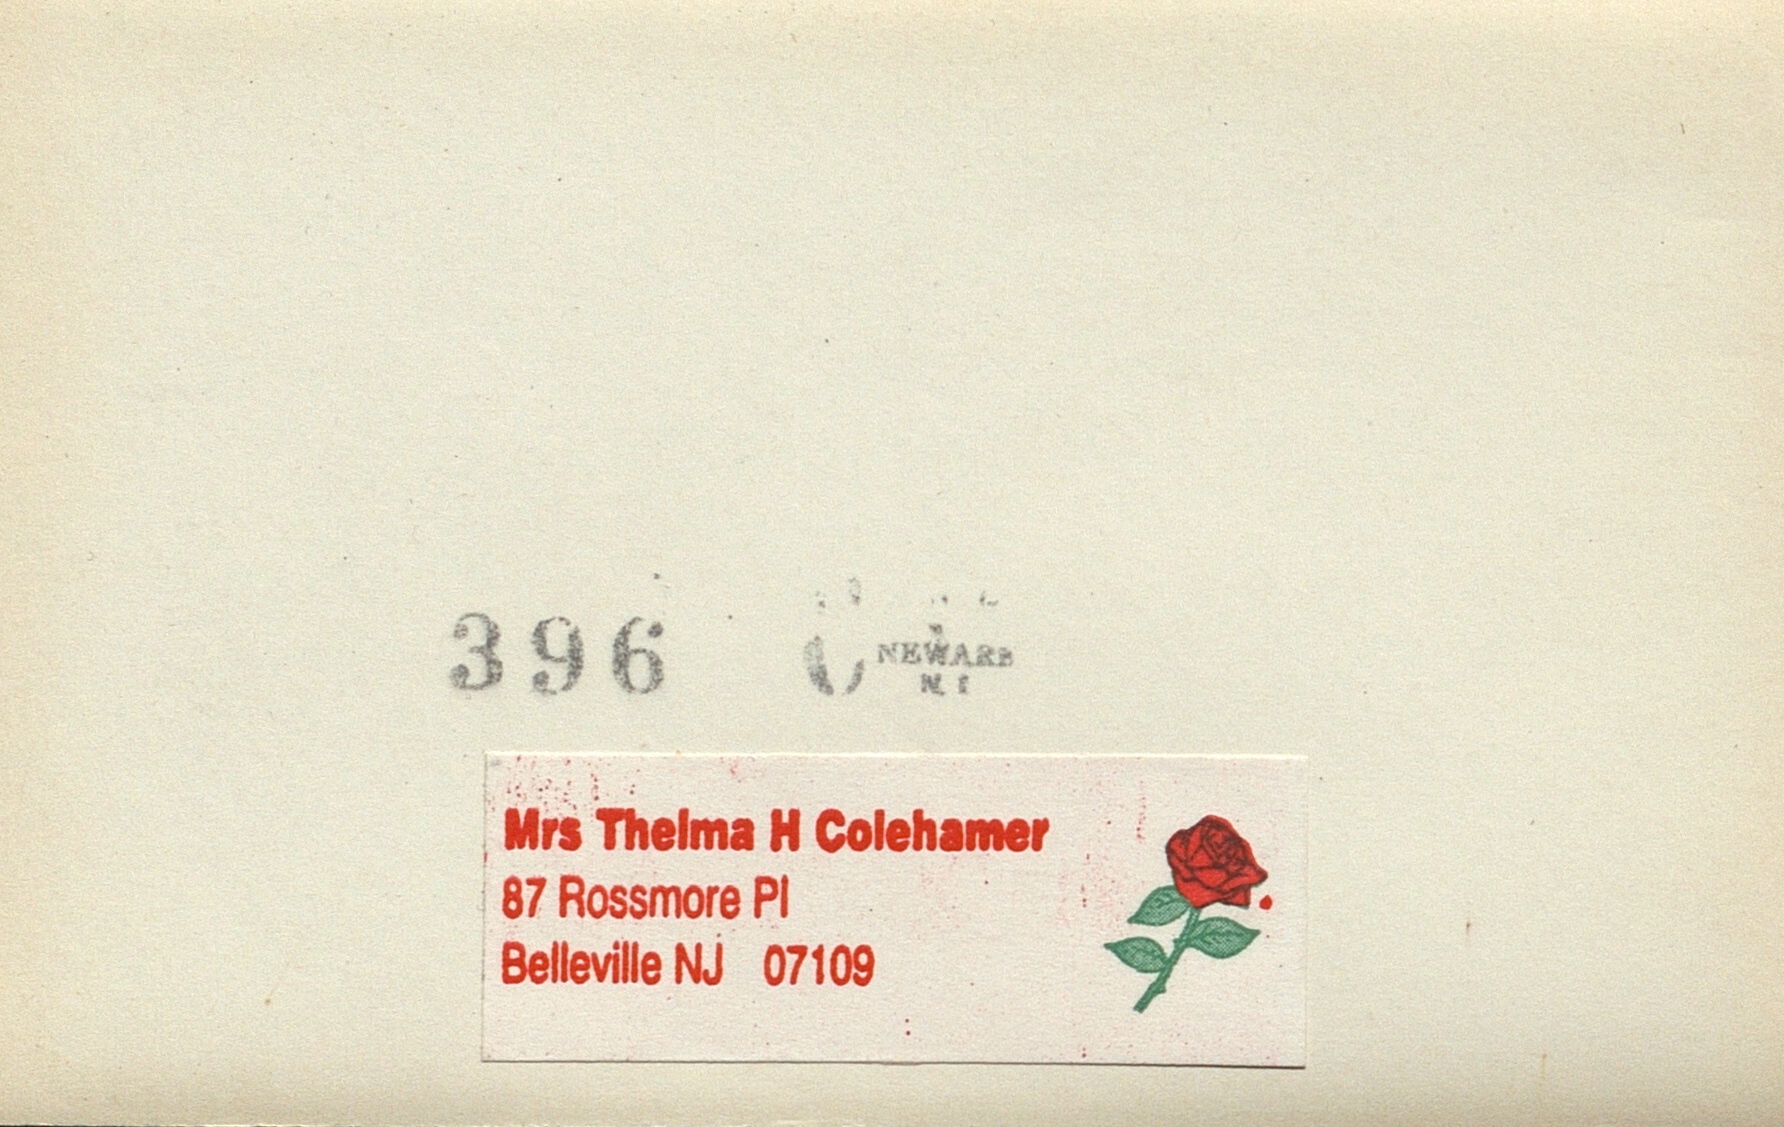 396
NEWARK
N. J.
Mrs Thelma H Colehamer
87 Rossmore Pl
Belleville NJ 07109